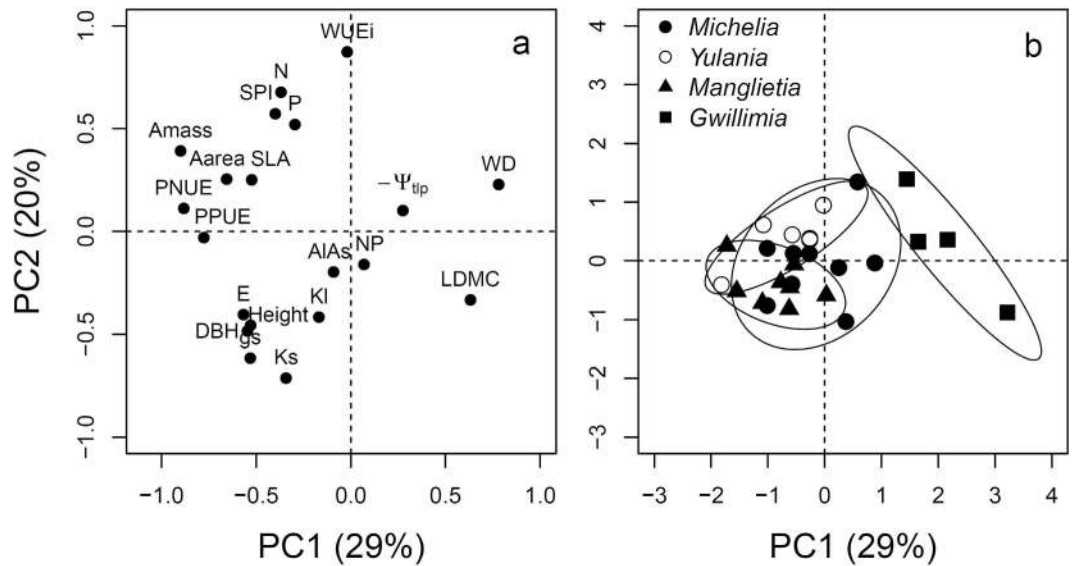 a
WUEi
N
SPI
P
Amass
Aarea SLA
WD
−Ψtlp
PNUE
PPUE
NP
AlAs
LDMC
E
Kl
Height
DBH
gs
Ks
1.0
0.5
0.0
−0.5
−1.0
PC2 (20%)
−1.0 −0.5 0.0 0.5 1.0
PC1 (29%)
b
Michelia
Yulania
Manglietia
Gwillimia
4
3
2
1
0
−1
−2
−3
−3 −2 −1 0 1 2 3 4
PC1 (29%)